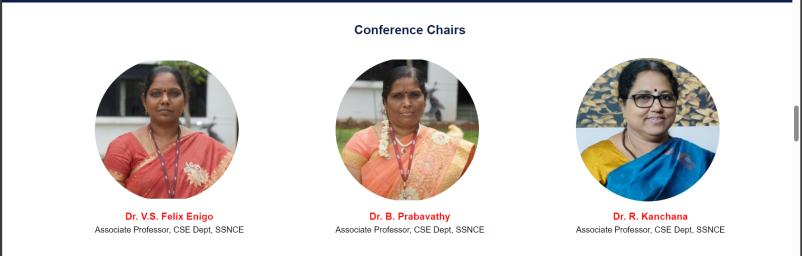 Conference Chairs
Dr. V.S. Felix Enigo
Associate Professor, CSE Dept, SSNCE
Dr. B. Prabavathy
Associate Professor, CSE Dept, SSNCE
Dr. R. Kanchana
Associate Professor, CSE Dept, SSNCE